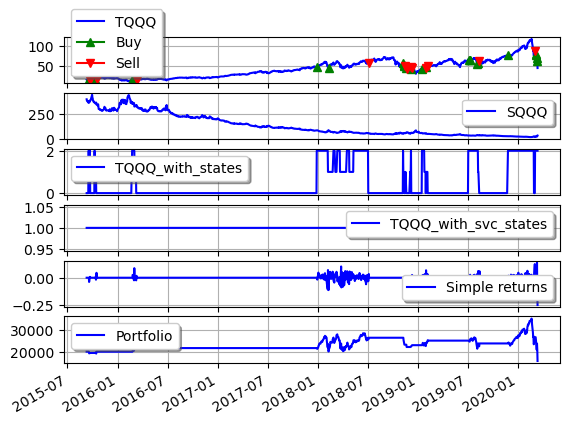 TQQQ
Buy
Sell
100
50
SQQQ
250
0
TQQQ_with_states
2
0
TQQQ_with_svc_states
1.05
1.00
0.95
Simple returns
0.00
−0.25
Portfolio
30000
20000
2015-07 2016-01 2016-07 2017-01 2017-07 2018-01 2018-07 2019-01 2019-07 2020-01